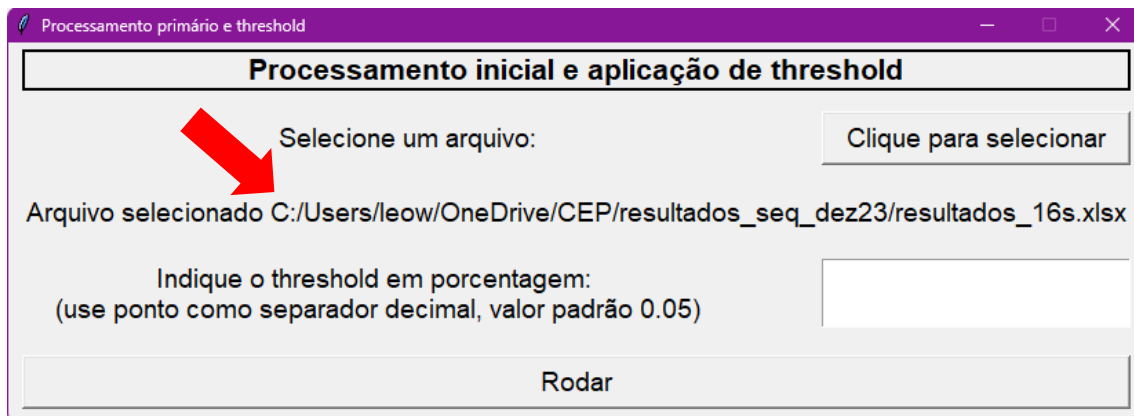 Processamento primário e threshold
Processamento inicial e aplicação de threshold
Selecione um arquivo:
Clique para selecionar
Arquivo selecionado C:/Users/leow/OneDrive/CEP/resultados_seq_dez23/resultados_16s.xlsx
Indique o threshold em porcentagem:
(use ponto como separador decimal, valor padrão 0.05)
Rodar